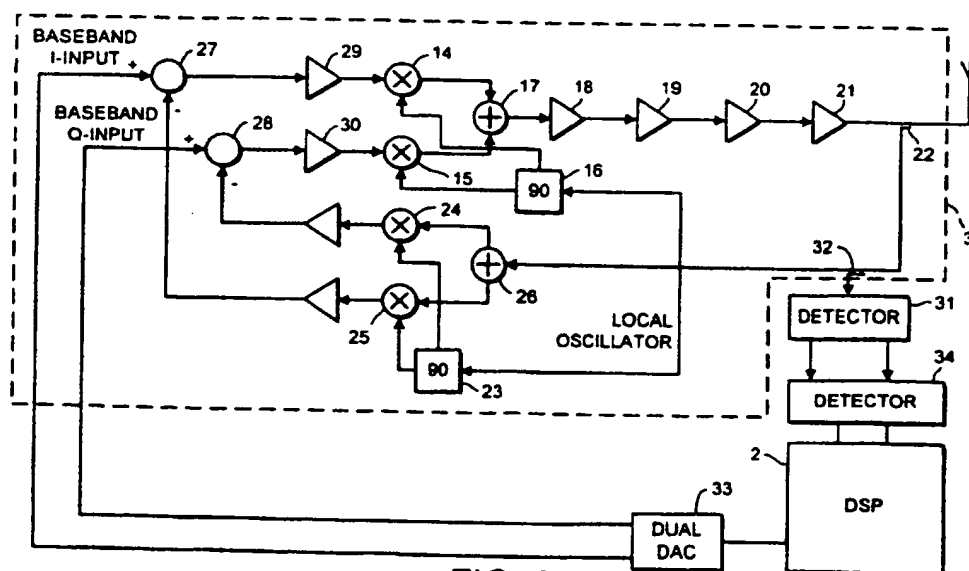 BASEBAND
I-INPUT
+
27
-
29
14
17
18
19
20
21
22
BASEBAND
Q-INPUT
+
28
-
30
15
16
90
3
24
26
25
90
23
LOCAL
OSCILLATOR
32
31
DETECTOR
34
DETECTOR
2
DSP
33
DUAL
DAC